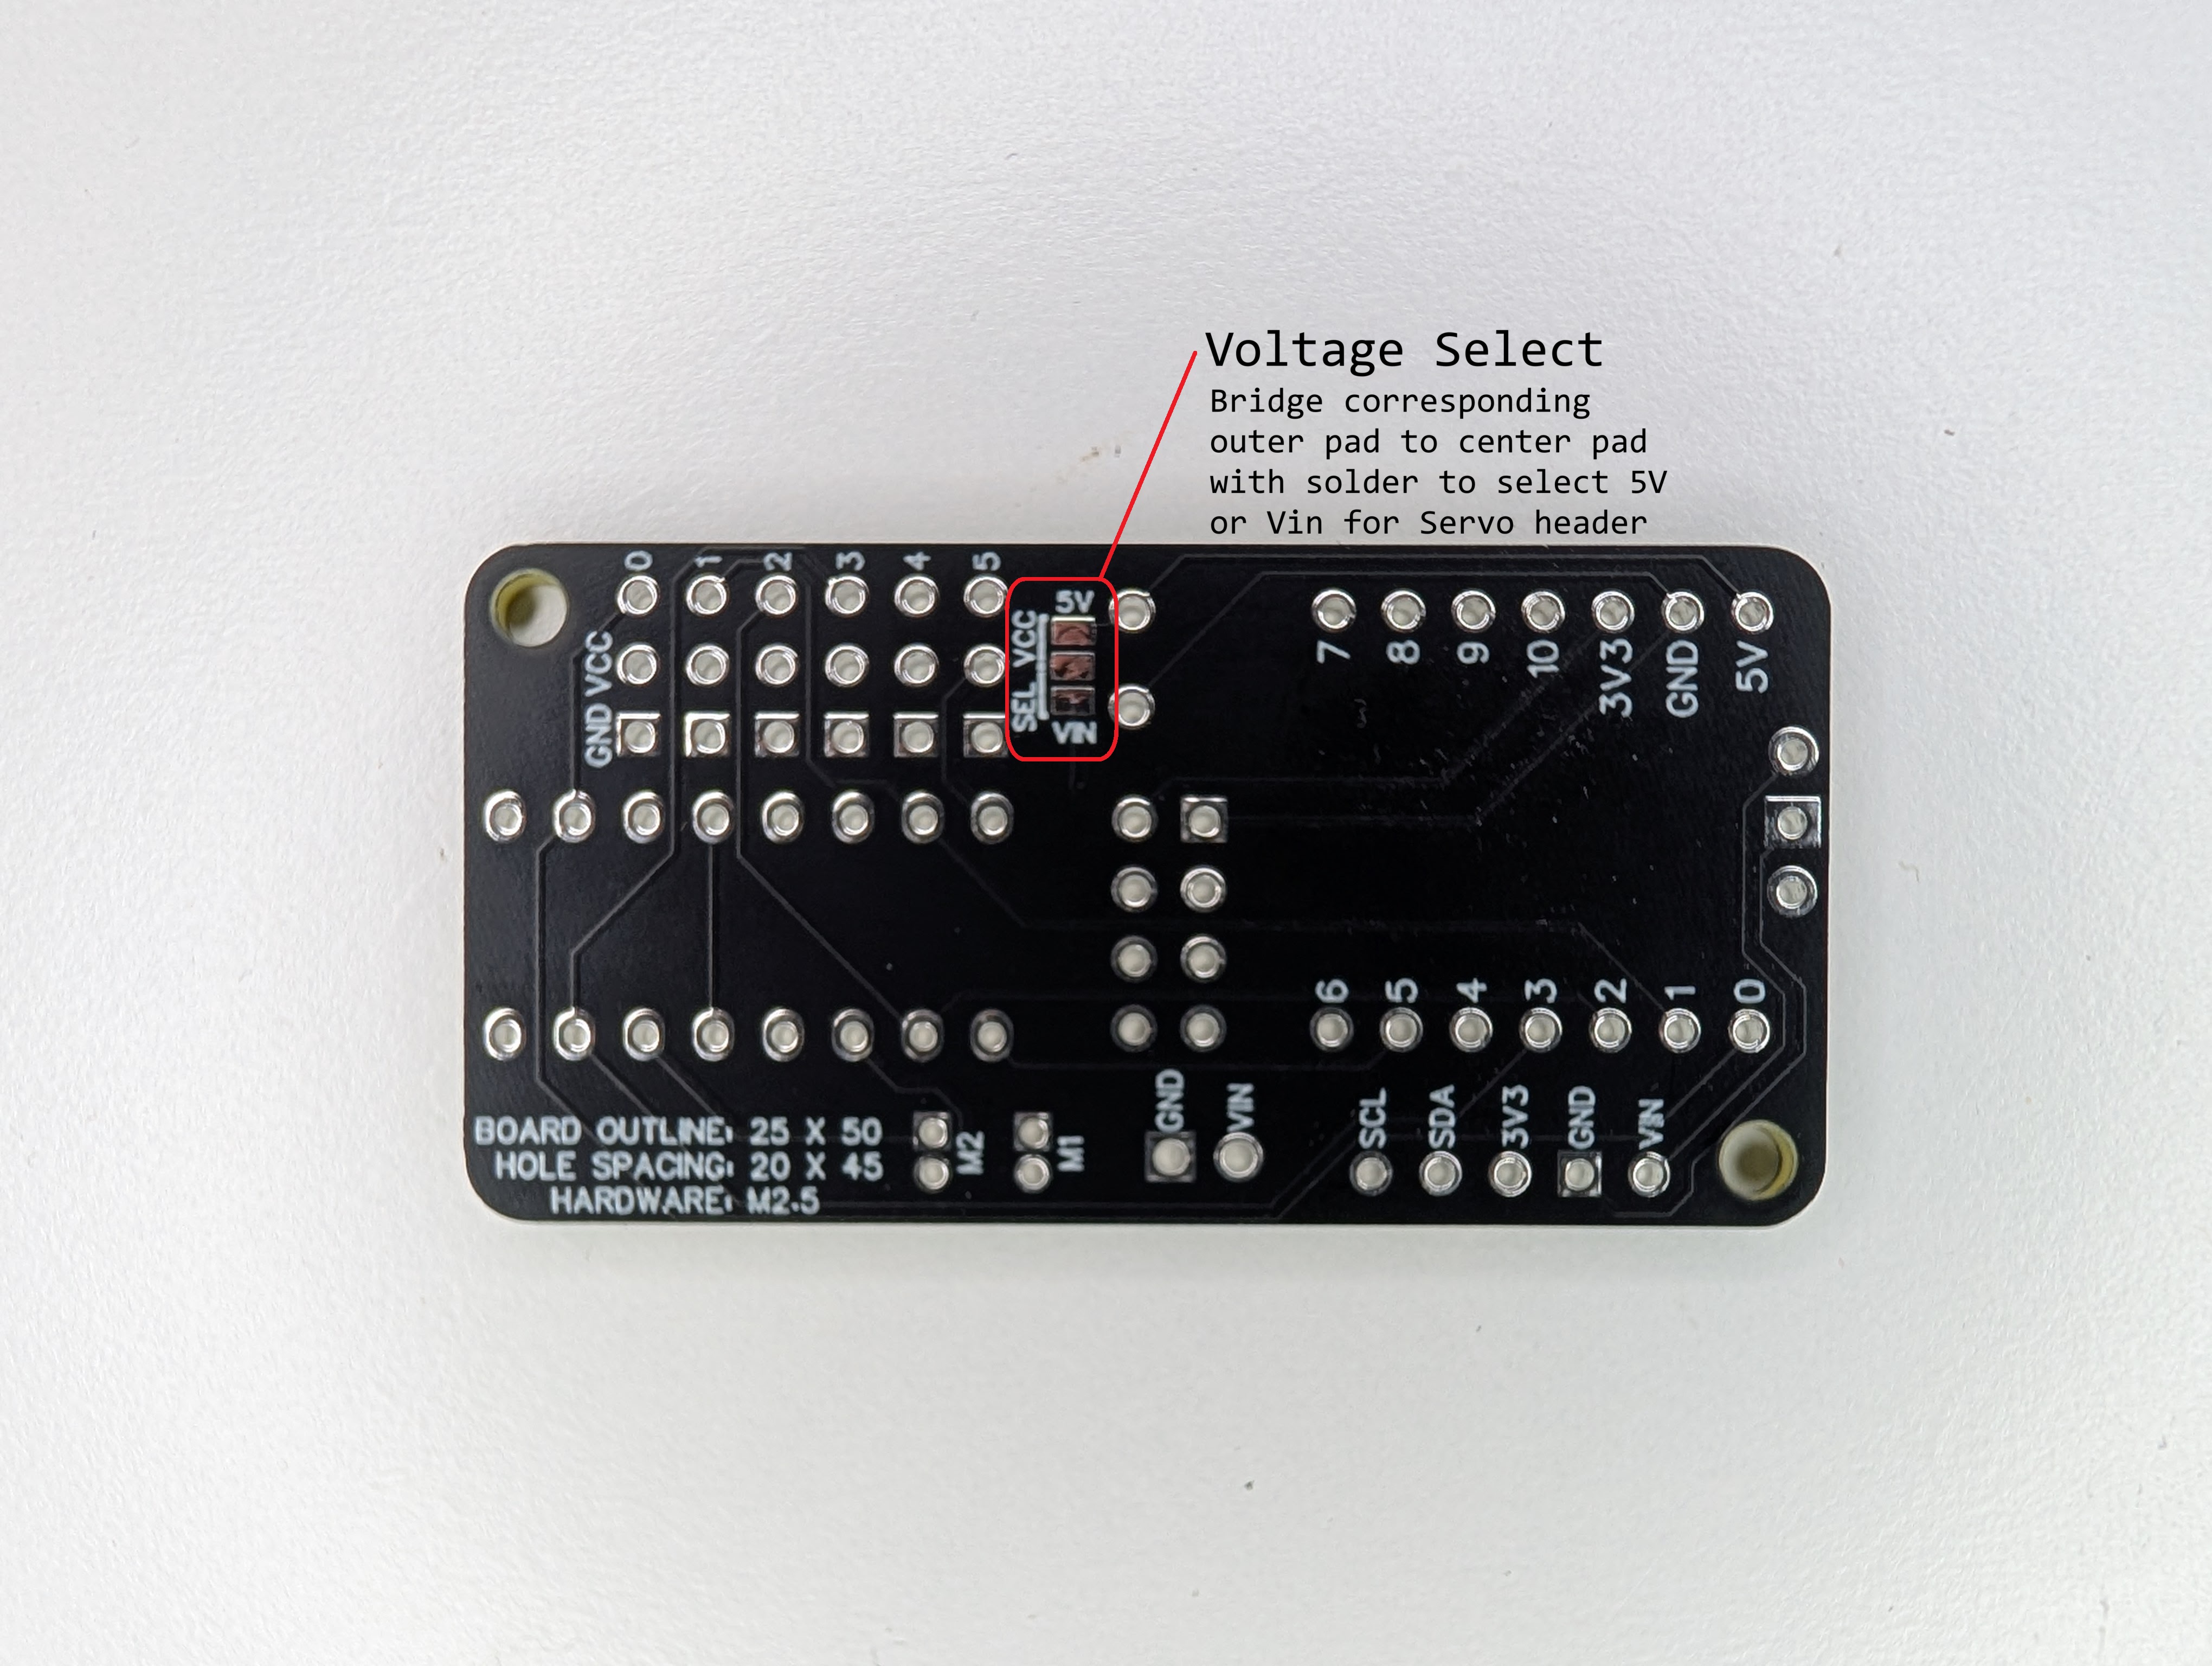 Voltage Select
Bridge corresponding
outer pad to center pad
with solder to select 5V
or Vin for Servo header
0 1 2 3 4 5
GND VCC
SEL VCC
5V
VIN
7 8 9 10 3V3 GND 5V
6 5 4 3 2 1 0
SCL SDA 3V3 GND VIN
GND VIN
M2 M1
BOARD OUTLINE: 25 X 50
HOLE SPACING: 20 X 45
HARDWARE: M2.5